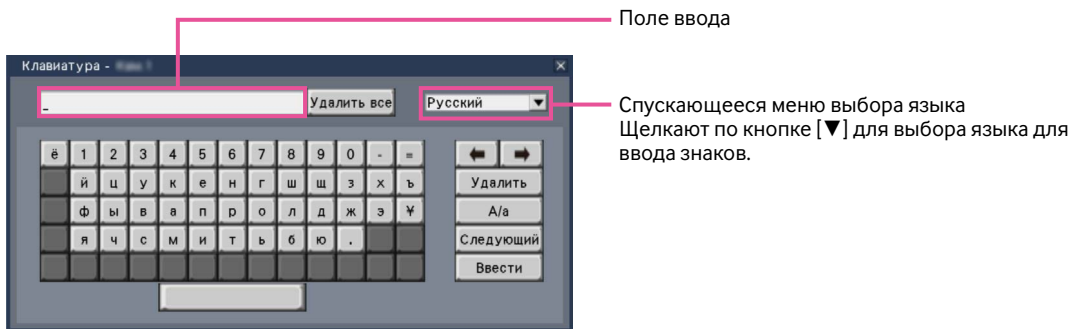 Поле ввода
Клавиатура -
_ Удалить все Русский ▼
Спускающееся меню выбора языка
Щелкают по кнопке [▼] для выбора языка для
ввода знаков.
ё 1 2 3 4 5 6 7 8 9 0 - =
й ц у к е н г ш щ з х ъ Удалить
ф ы в а п р о л д ж э ¥ A/a
я ч с м и т ь б ю . Следующий
Ввести